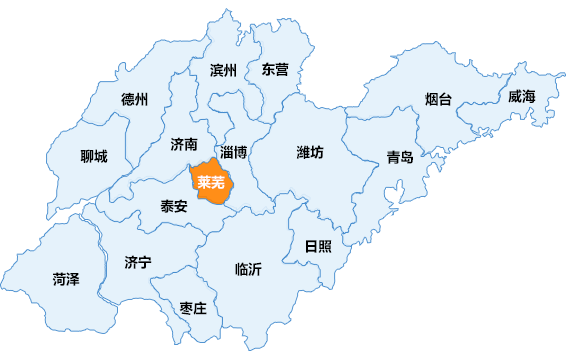 滨州
东营
德州
烟台
威海
济南
淄博
潍坊
聊城
青岛
莱芜
泰安
日照
济宁
临沂
菏泽
枣庄